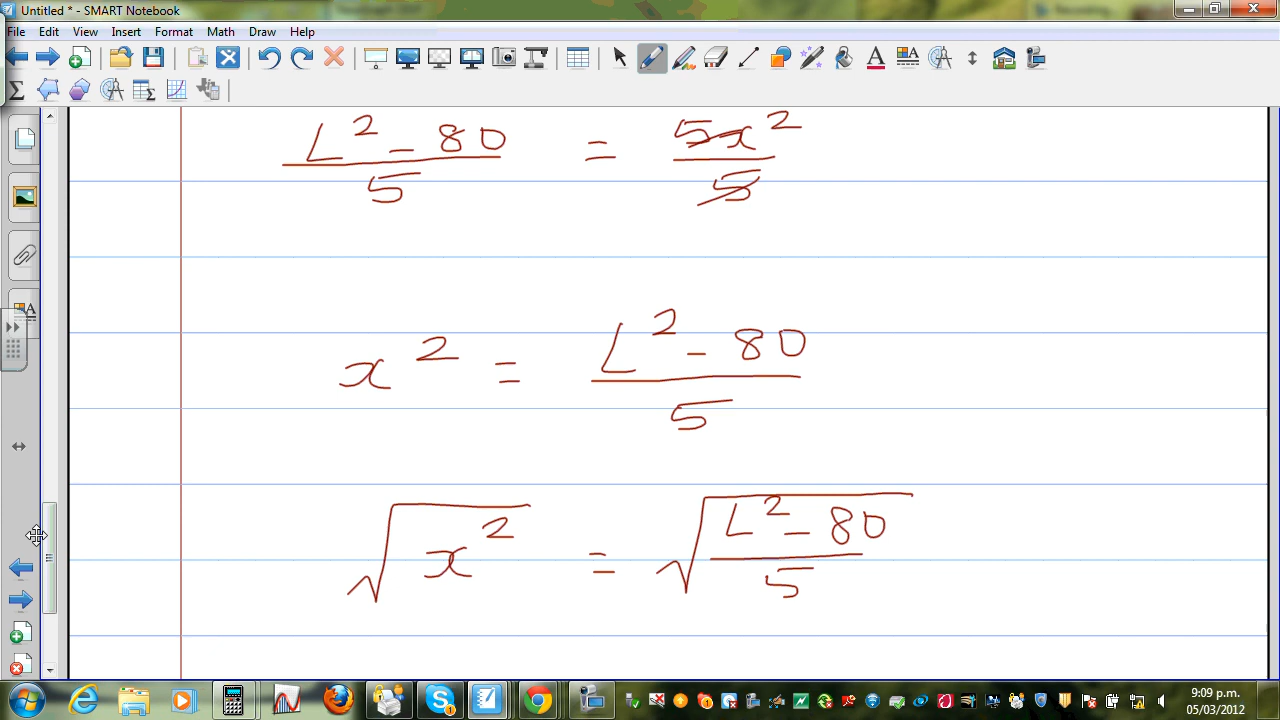 Untitled * - SMART Notebook
File Edit View Insert Format Math Draw Help
L² - 80 = 5x²
5 5
x² = L² - 80
5
√x² = √L² - 80
5
9:09 p.m.
05/03/2012